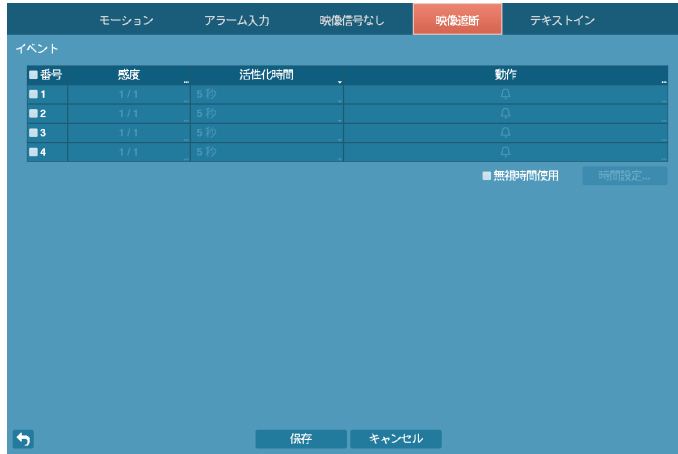 モーション アラーム入力 映像信号なし 映像遮断 テキストイン
イベント
番号 感度 ... 活性化時間 動作 ...
1 1 / 1 5 秒
2 1 / 1 5 秒
3 1 / 1 5 秒
4 1 / 1 5 秒
無視時間使用 時間設定...
保存 キャンセル